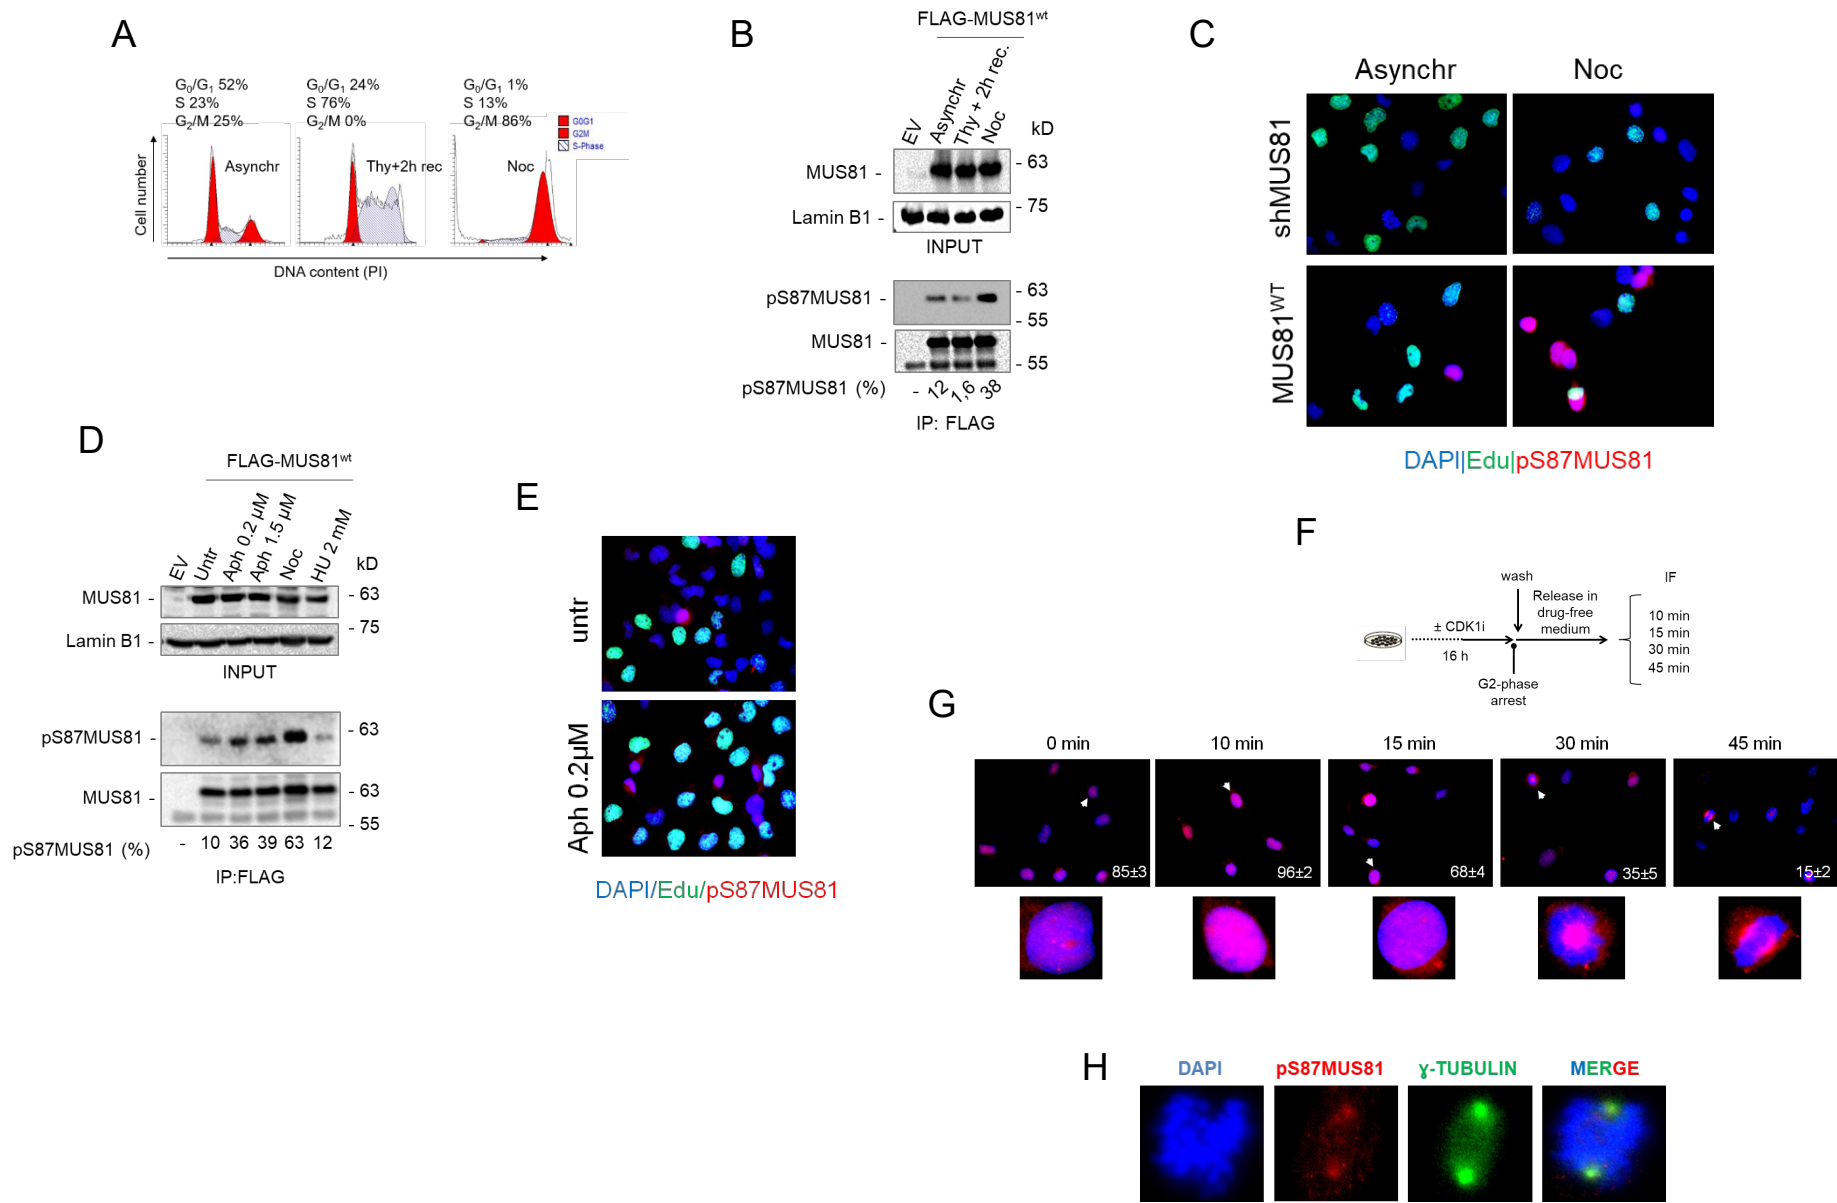 A
G0/G1 52%
S 23%
G2/M 25%
G0/G1 24%
S 76%
G2/M 0%
G0/G1 1%
S 13%
G2/M 86%
G0G1
G2M
S-Phase
Asynchr
Thy+2h rec
Noc
Cell number
DNA content (PI)
B
FLAG-MUS81wt
EV
Asynchr
Thy + 2h rec.
Noc
kD
MUS81 -
- 63
Lamin B1 -
- 75
INPUT
pS87MUS81 -
- 63
- 55
MUS81 -
- 55
pS87MUS81 (%)
- 12 1,6 38
IP: FLAG
C
Asynchr
Noc
shMUS81
MUS81WT
DAPI|Edu|pS87MUS81
D
FLAG-MUS81wt
EV
Untr
Aph 0.2 µM
Aph 1.5 µM
Noc
HU 2 mM
kD
MUS81 -
- 63
Lamin B1 -
- 75
INPUT
pS87MUS81 -
- 63
MUS81 -
- 63
- 55
pS87MUS81 (%)
- 10 36 39 63 12
IP:FLAG
E
untr
Aph 0.2µM
DAPI/Edu/pS87MUS81
F
wash
Release in
drug-free
medium
± CDK1i
16 h
G2-phase
arrest
IF
10 min
15 min
30 min
45 min
G
0 min
10 min
15 min
30 min
45 min
85±3
96±2
68±4
35±5
15±2
H
DAPI
pS87MUS81
ɣ-TUBULIN
MERGE